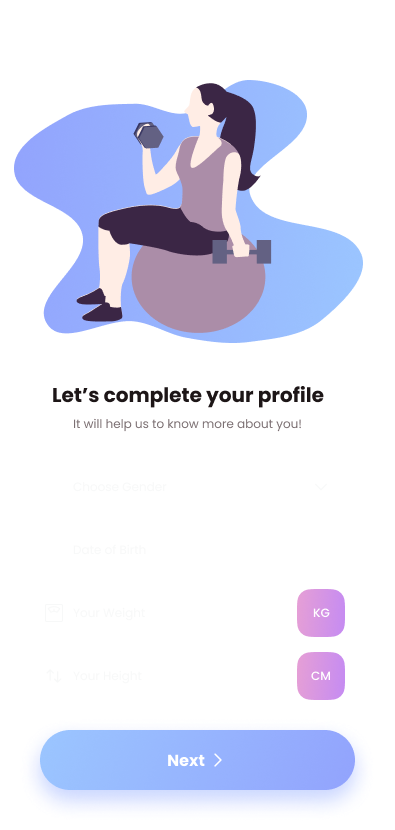 Let’s complete your profile
It will help us to know more about you!
Choose Gender
Date of Birth
Your Weight
KG
Your Height
CM
Next